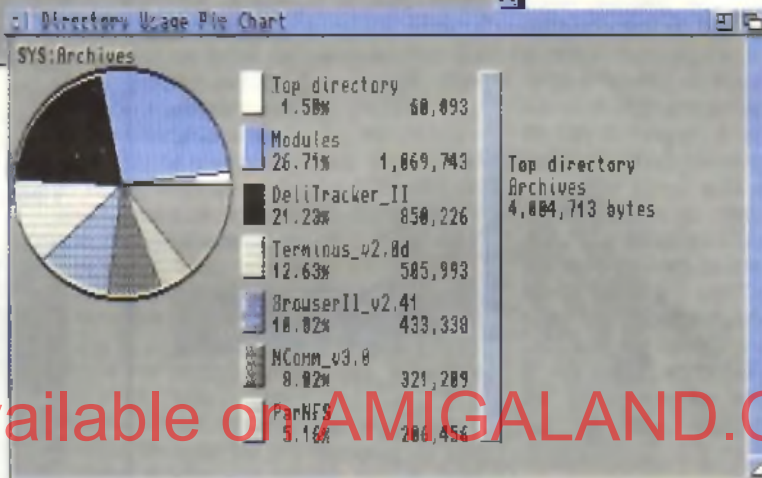 Directory Usage Pie Chart
SYS:Archives
Top directory
1.50% 60,093
Modules
26.71% 1,069,743
DeliTracker_II
21.23% 850,226
Terminus_v2.0d
12.63% 505,993
BrowserII_v2.41
10.82% 433,338
NComm_v3.0
8.02% 321,209
ParNFS
5.16% 206,456
Top directory
Archives
4,004,713 bytes
vailable on AMIGALAND.C